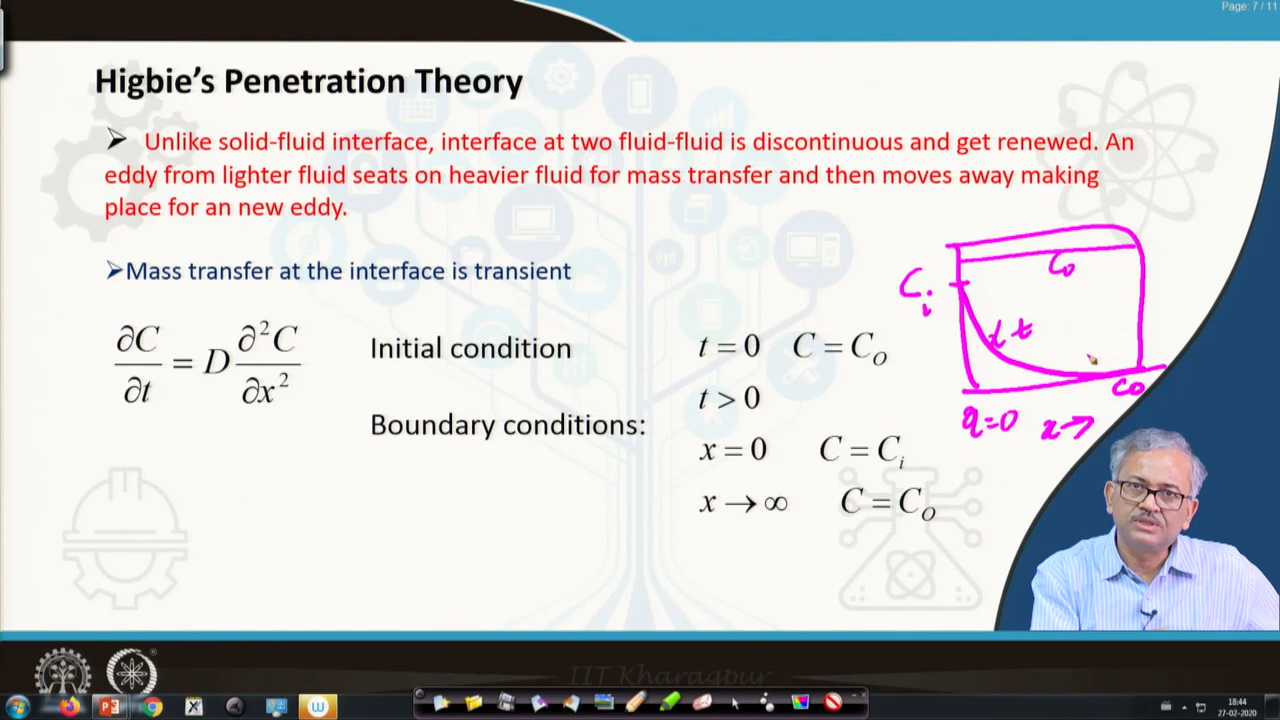 Page: 7 / 11
Higbie's Penetration Theory
➤ Unlike solid-fluid interface, interface at two fluid-fluid is discontinuous and get renewed. An
eddy from lighter fluid seats on heavier fluid for mass transfer and then moves away making
place for an new eddy.
➤Mass transfer at the interface is transient
∂C/∂t = D ∂²C/∂x²
Initial condition
t = 0 C = C_O
t > 0
Boundary conditions:
x = 0 C = C_i
x → ∞ C = C_O
Co
Ci
t
Co
x=0 x→
IIT Kharagpur
18:44
27-02-2020